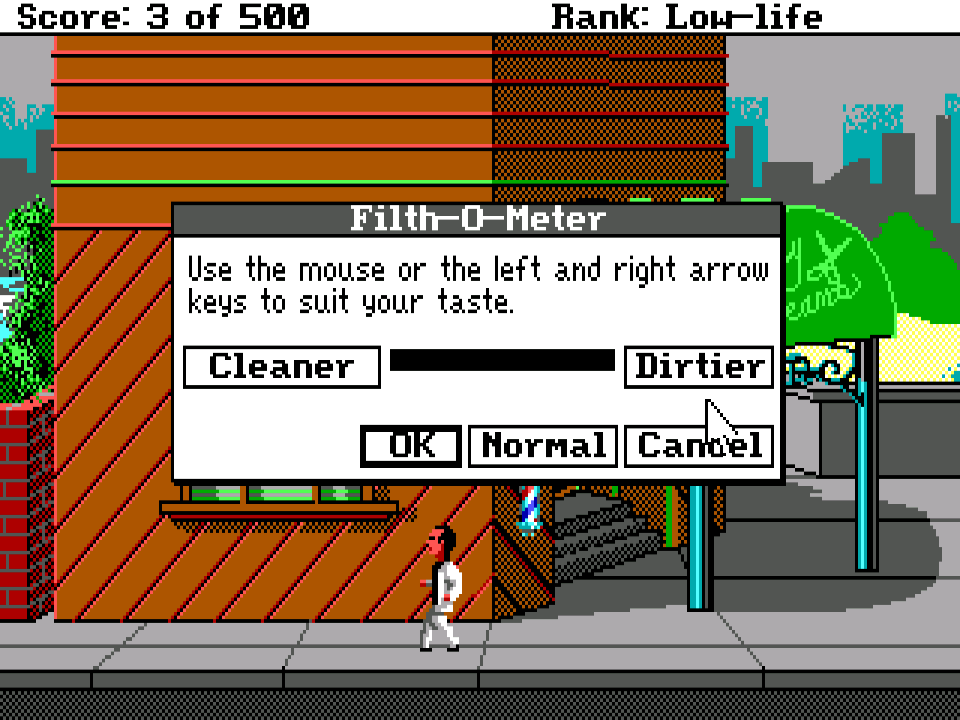 Score: 3 of 500 Rank: Low-life
Filth-O-Meter
Use the mouse or the left and right arrow
keys to suit your taste.
Cleaner Dirtier
OK Normal Cancel